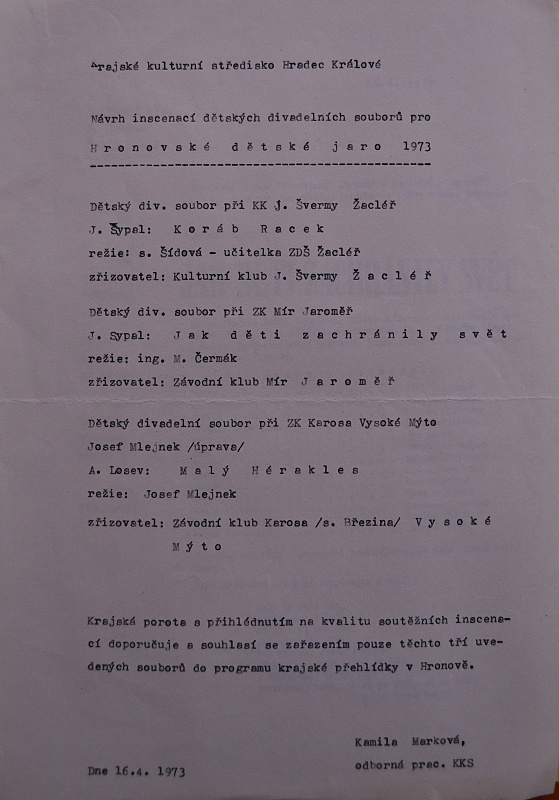 Krajské kulturní středisko Hradec Králové
Návrh inscenací dětských divadelních souborů pro
H r o n o v s k é  d ě t s k é  j a r o  1973
Dětský div. soubor při KK J. Švermy Žacléř
J. Sypal: K o r á b  R a c e k
režie: s. Šídová - učitelka ZDŠ Žacléř
zřizovatel: Kulturní klub J. Švermy Ž a c l é ř
Dětský div. soubor při ZK Mír Jaroměř
J. Sypal: J a k  d ě t i  z a c h r á n i l y  s v ě t
režie: ing. M. Čermák
zřizovatel: Závodní klub Mír J a r o m ě ř
Dětský divadelní soubor při ZK Karosa Vysoké Mýto
Josef Mlejnek /úprava/
A. Losev: M a l ý  H é r a k l e s
režie: Josef Mlejnek
zřizovatel: Závodní klub Karosa /s. Březina/ V y s o k é
M ý t o
Krajská porota s přihlédnutím na kvalitu soutěžních inscena-
cí doporučuje a souhlasí se zařazením pouze těchto tří uve-
dených souborů do programu krajské přehlídky v Hronově.
Kamila Marková,
odborná prac. KKS
Dne 16.4. 1973